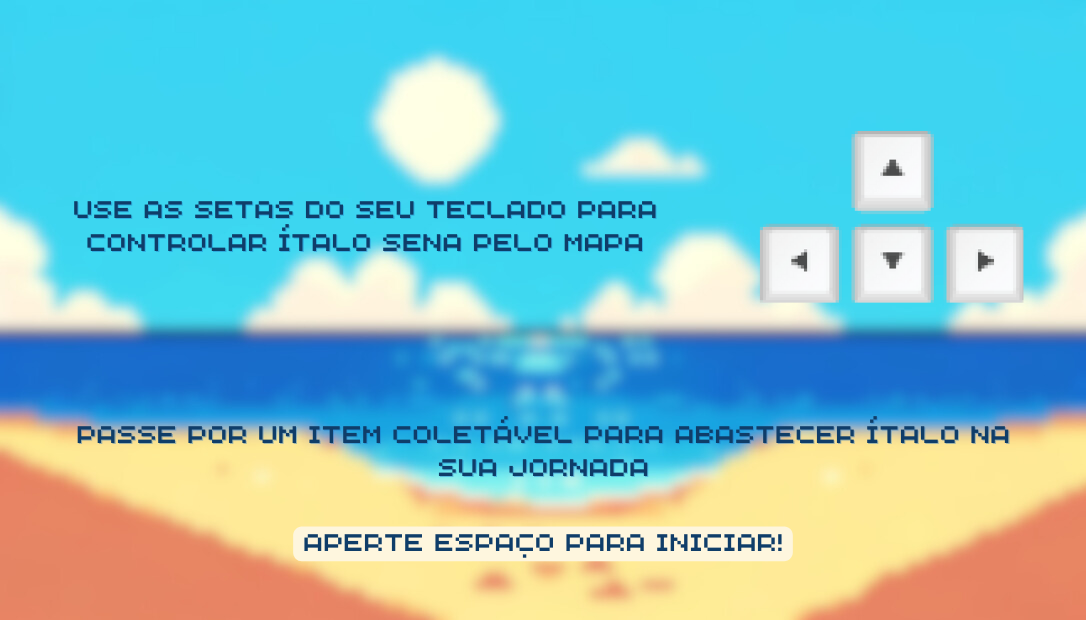 USE AS SETAS DO SEU TECLADO PARA
CONTROLAR ÍTALO SENA PELO MAPA
PASSE POR UM ITEM COLETÁVEL PARA ABASTECER ÍTALO NA
SUA JORNADA
APERTE ESPAÇO PARA INICIAR!